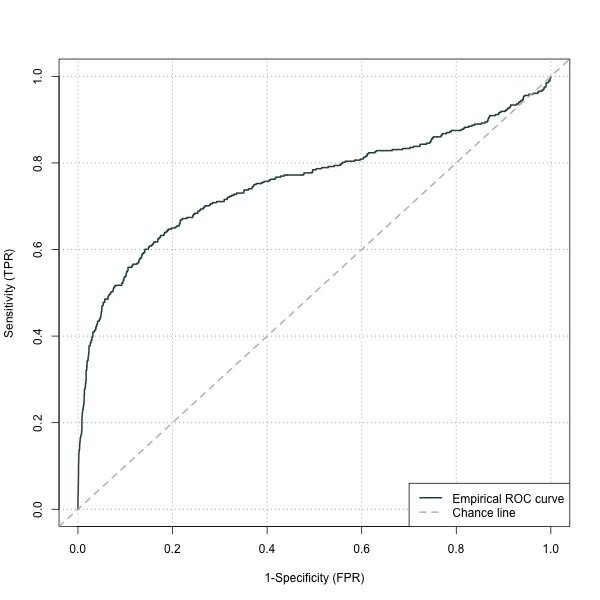 1.0
0.8
0.6
0.4
0.2
0.0
Sensitivity (TPR)
Empirical ROC curve
Chance line
0.0 0.2 0.4 0.6 0.8 1.0
1-Specificity (FPR)